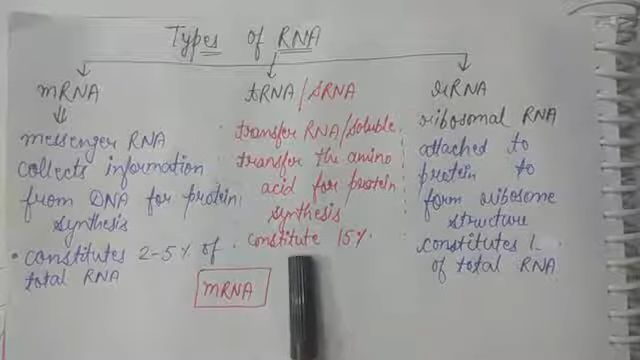 Types of RNA
mRNA
messenger RNA
collects information
from DNA for protein
synthesis
• constitutes 2-5% of
total RNA
tRNA/sRNA
transfer RNA/soluble
transfer the amino
acid for protein
synthesis
constitute 15%
rRNA
ribosomal RNA
attached to
protein to
form ribosome
structure
constitutes
of total RNA
mRNA